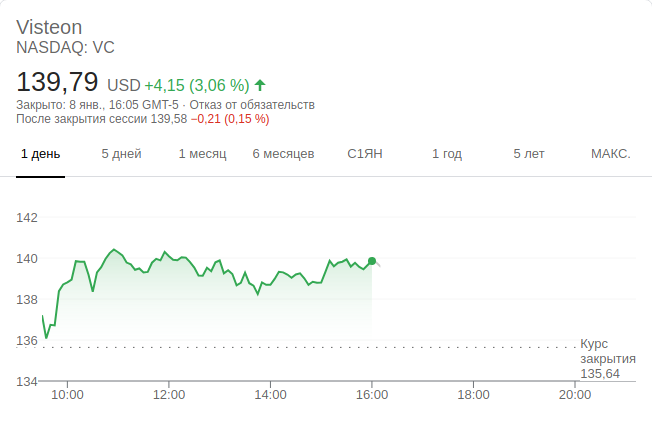 Visteon
NASDAQ: VC
139,79 USD +4,15 (3,06 %)
Закрыто: 8 янв., 16:05 GMT-5 · Отказ от обязательств
После закрытия сессии 139,58 −0,21 (0,15 %)
1 день 5 дней 1 месяц 6 месяцев С1ЯН 1 год 5 лет МАКС.
142
140
138
136
Курс
закрытия
135,64
134
10:00 12:00 14:00 16:00 18:00 20:00